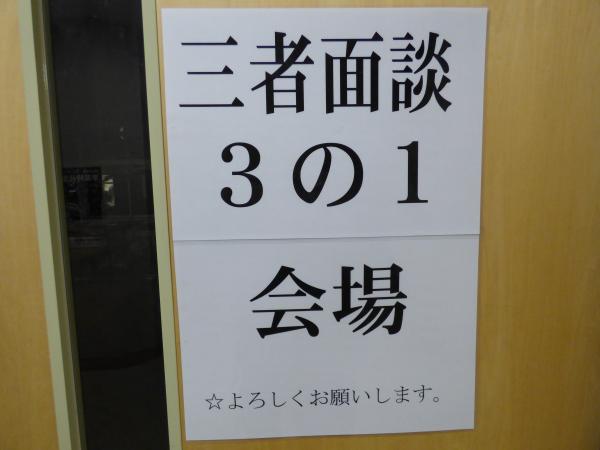 三者面談
3の1
会場
☆よろしくお願いします。